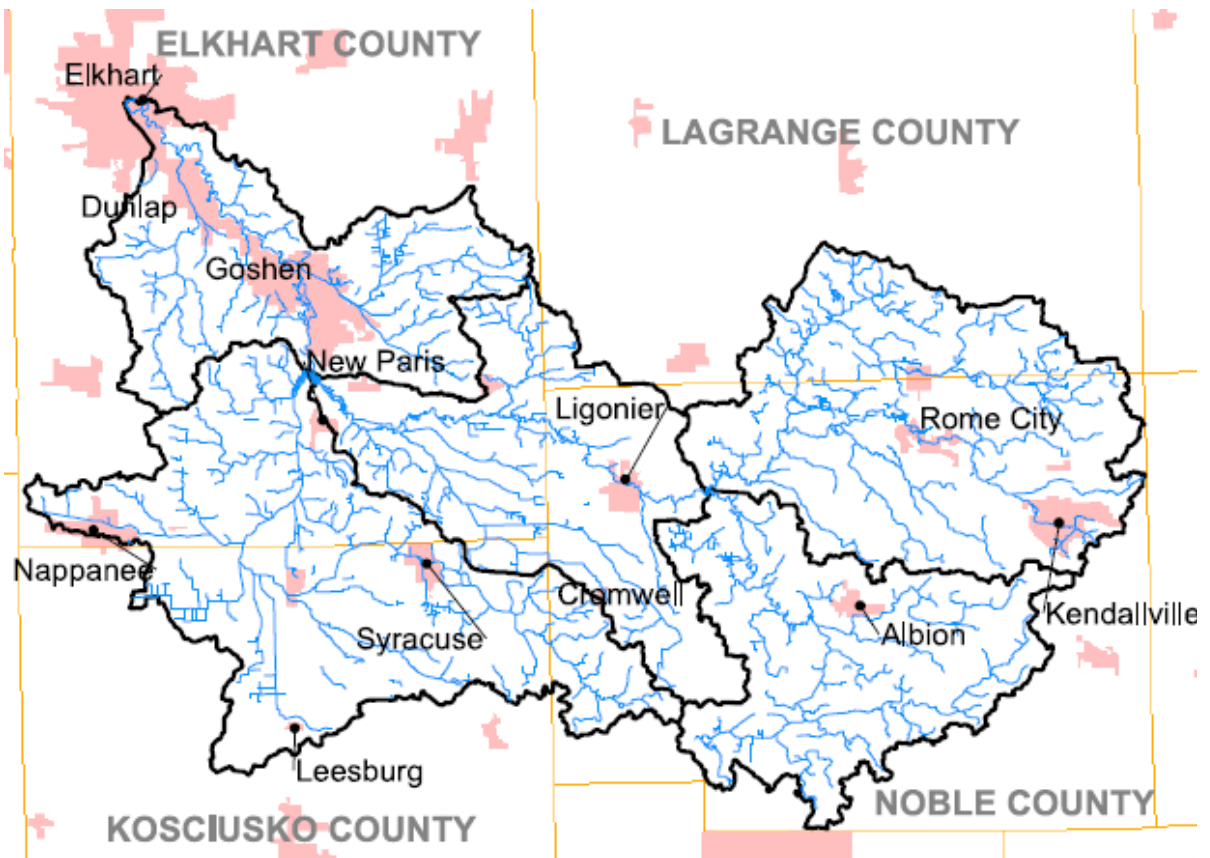 ELKHART COUNTY
Elkhart
LAGRANGE COUNTY
Dunlap
Goshen
New Paris
Ligonier
Rome City
Nappanee
Cromwell
Kendallville
Syracuse
Albion
Leesburg
NOBLE COUNTY
KOSCIUSKO COUNTY